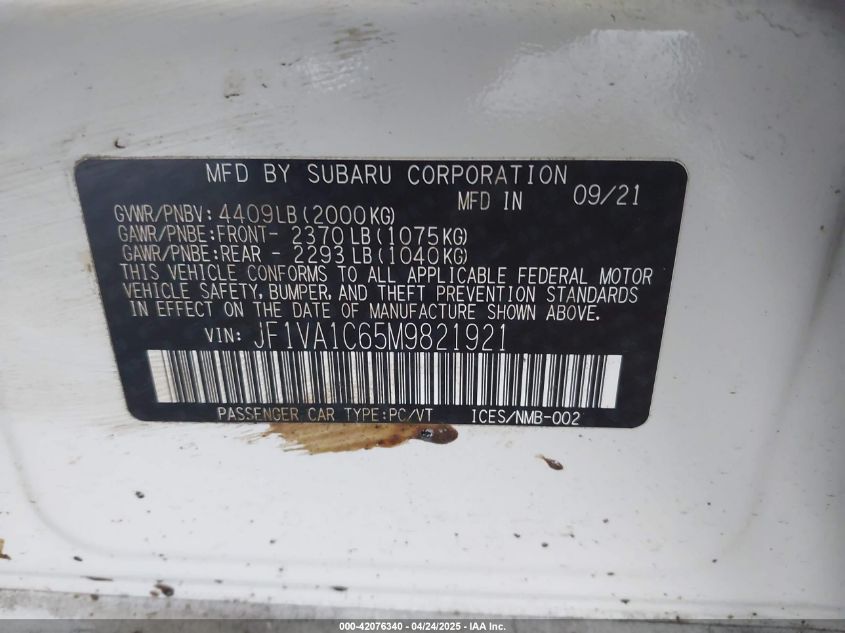 MFD BY SUBARU CORPORATION
MFD IN 09/21
GVWR/PNBV: 4409LB(2000KG)
GAWR/PNBE:FRONT- 2370LB(1075KG)
GAWR/PNBE:REAR - 2293LB(1040KG)
THIS VEHICLE CONFORMS TO ALL APPLICABLE FEDERAL MOTOR
VEHICLE SAFETY, BUMPER, AND THEFT PREVENTION STANDARDS
IN EFFECT ON THE DATE OF MANUFACTURE SHOWN ABOVE.
VIN: JF1VA1C65M9821921
PASSENGER CAR TYPE:PC/VT ICES/NMB-002
000-42076340 - 04/24/2025 - IAA Inc.